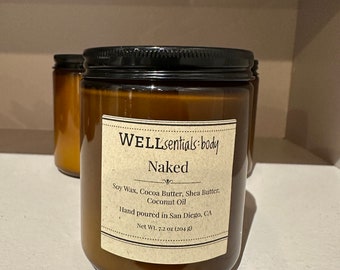 WELLsentials:body
Naked
Soy Wax, Cocoa Butter, Shea Butter,
Coconut Oil
Hand poured in San Diego, CA
Net Wt. 7.2 oz (204 g)